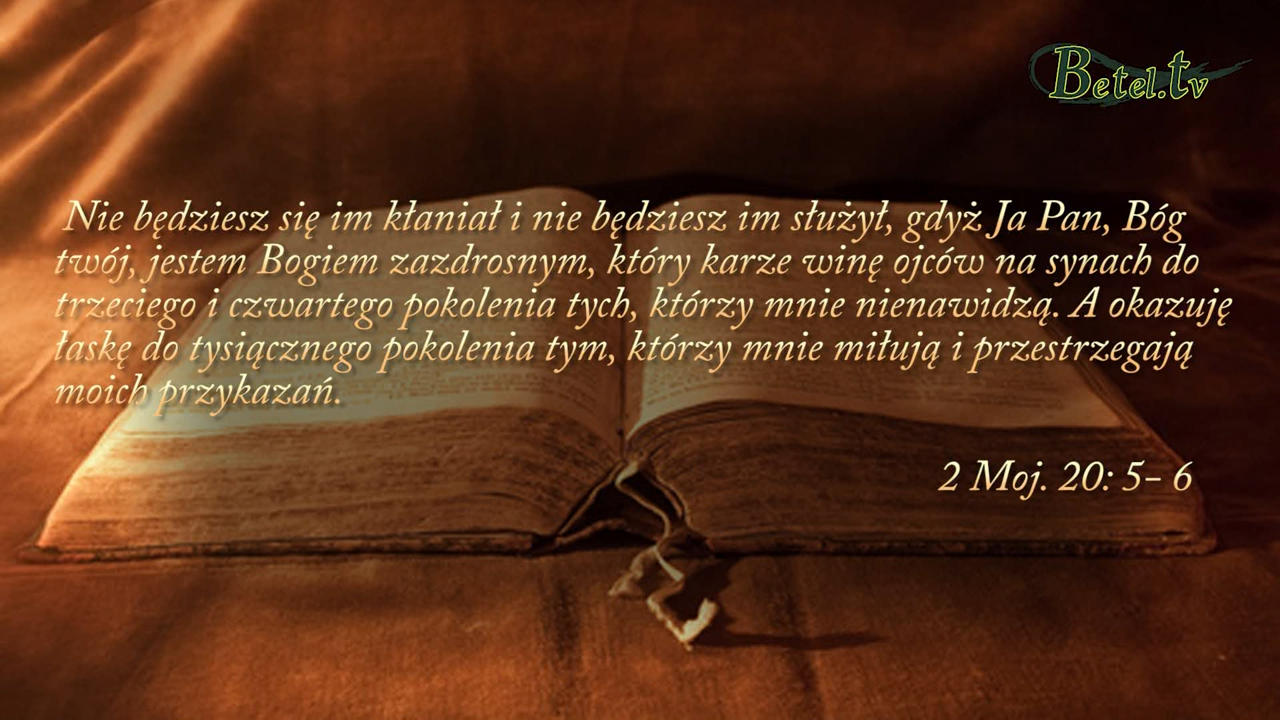 Betel.tv
Nie będziesz się im kłaniał i nie będziesz im służył, gdyż Ja Pan, Bóg
twój, jestem Bogiem zazdrosnym, który karze winę ojców na synach do
trzeciego i czwartego pokolenia tych, którzy mnie nienawidzą. A okazuję
łaskę do tysiącznego pokolenia tym, którzy mnie miłują i przestrzegają
moich przykazań.
2 Moj. 20: 5- 6